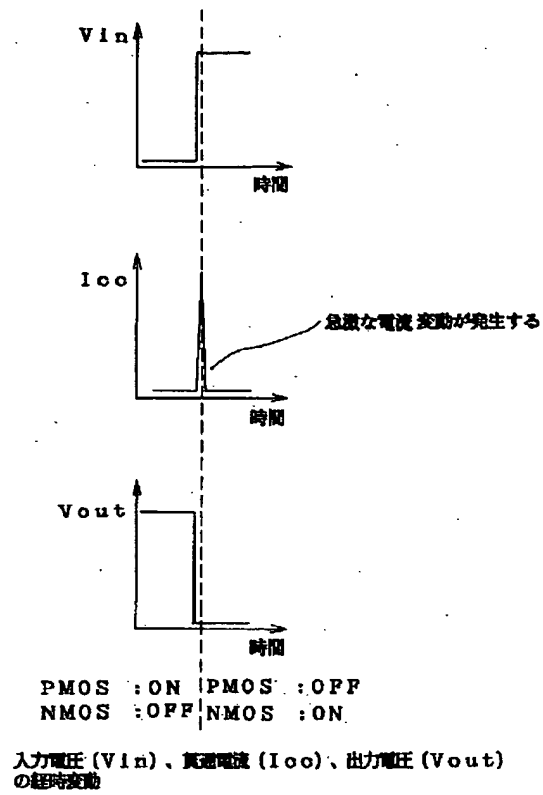 Vin
時間
Icc
急激な電流変動が発生する
時間
Vout
時間
PMOS :ON PMOS :OFF
NMOS :OFF NMOS :ON
入力電圧(Vin)、貫通電流(Icc)、出力電圧(Vout)
の経時変動